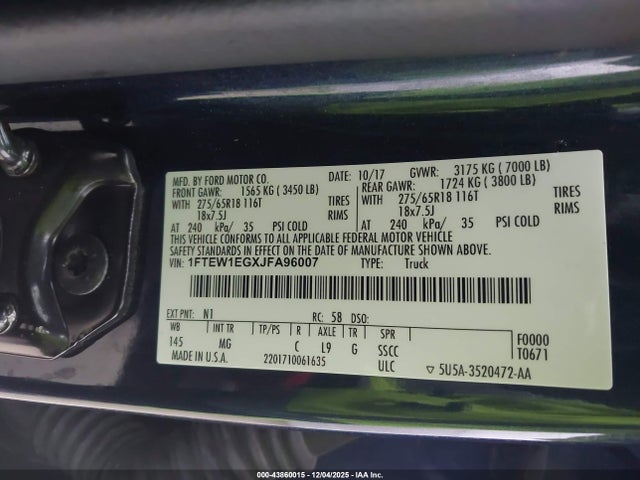 MFD. BY FORD MOTOR CO. DATE: 10/17 GVWR: 3175 KG ( 7000 LB)
FRONT GAWR: 1565 KG ( 3450 LB) REAR GAWR: 1724 KG ( 3800 LB)
WITH 275/65R18 116T TIRES WITH 275/65R18 116T TIRES
18x7.5J RIMS 18x7.5J RIMS
AT 240 kPa/ 35 PSI COLD AT 240 kPa/ 35 PSI COLD
THIS VEHICLE CONFORMS TO ALL APPLICABLE FEDERAL MOTOR VEHICLE
SAFETY STANDARDS IN EFFECT ON THE DATE OF MANUFACTURE SHOWN ABOVE.
VIN: 1FTEW1EGXJFA96007 TYPE: Truck
EXT PNT: N1 RC: 58 DSO:
WB INT TR TP/PS R AXLE TR SPR F0000
145 MG C L9 G SSCC T0671
MADE IN U.S.A. 2201710061635 ULC ▽ 5U5A-3520472-AA
000-43860015 - 12/04/2025 - IAA, Inc.